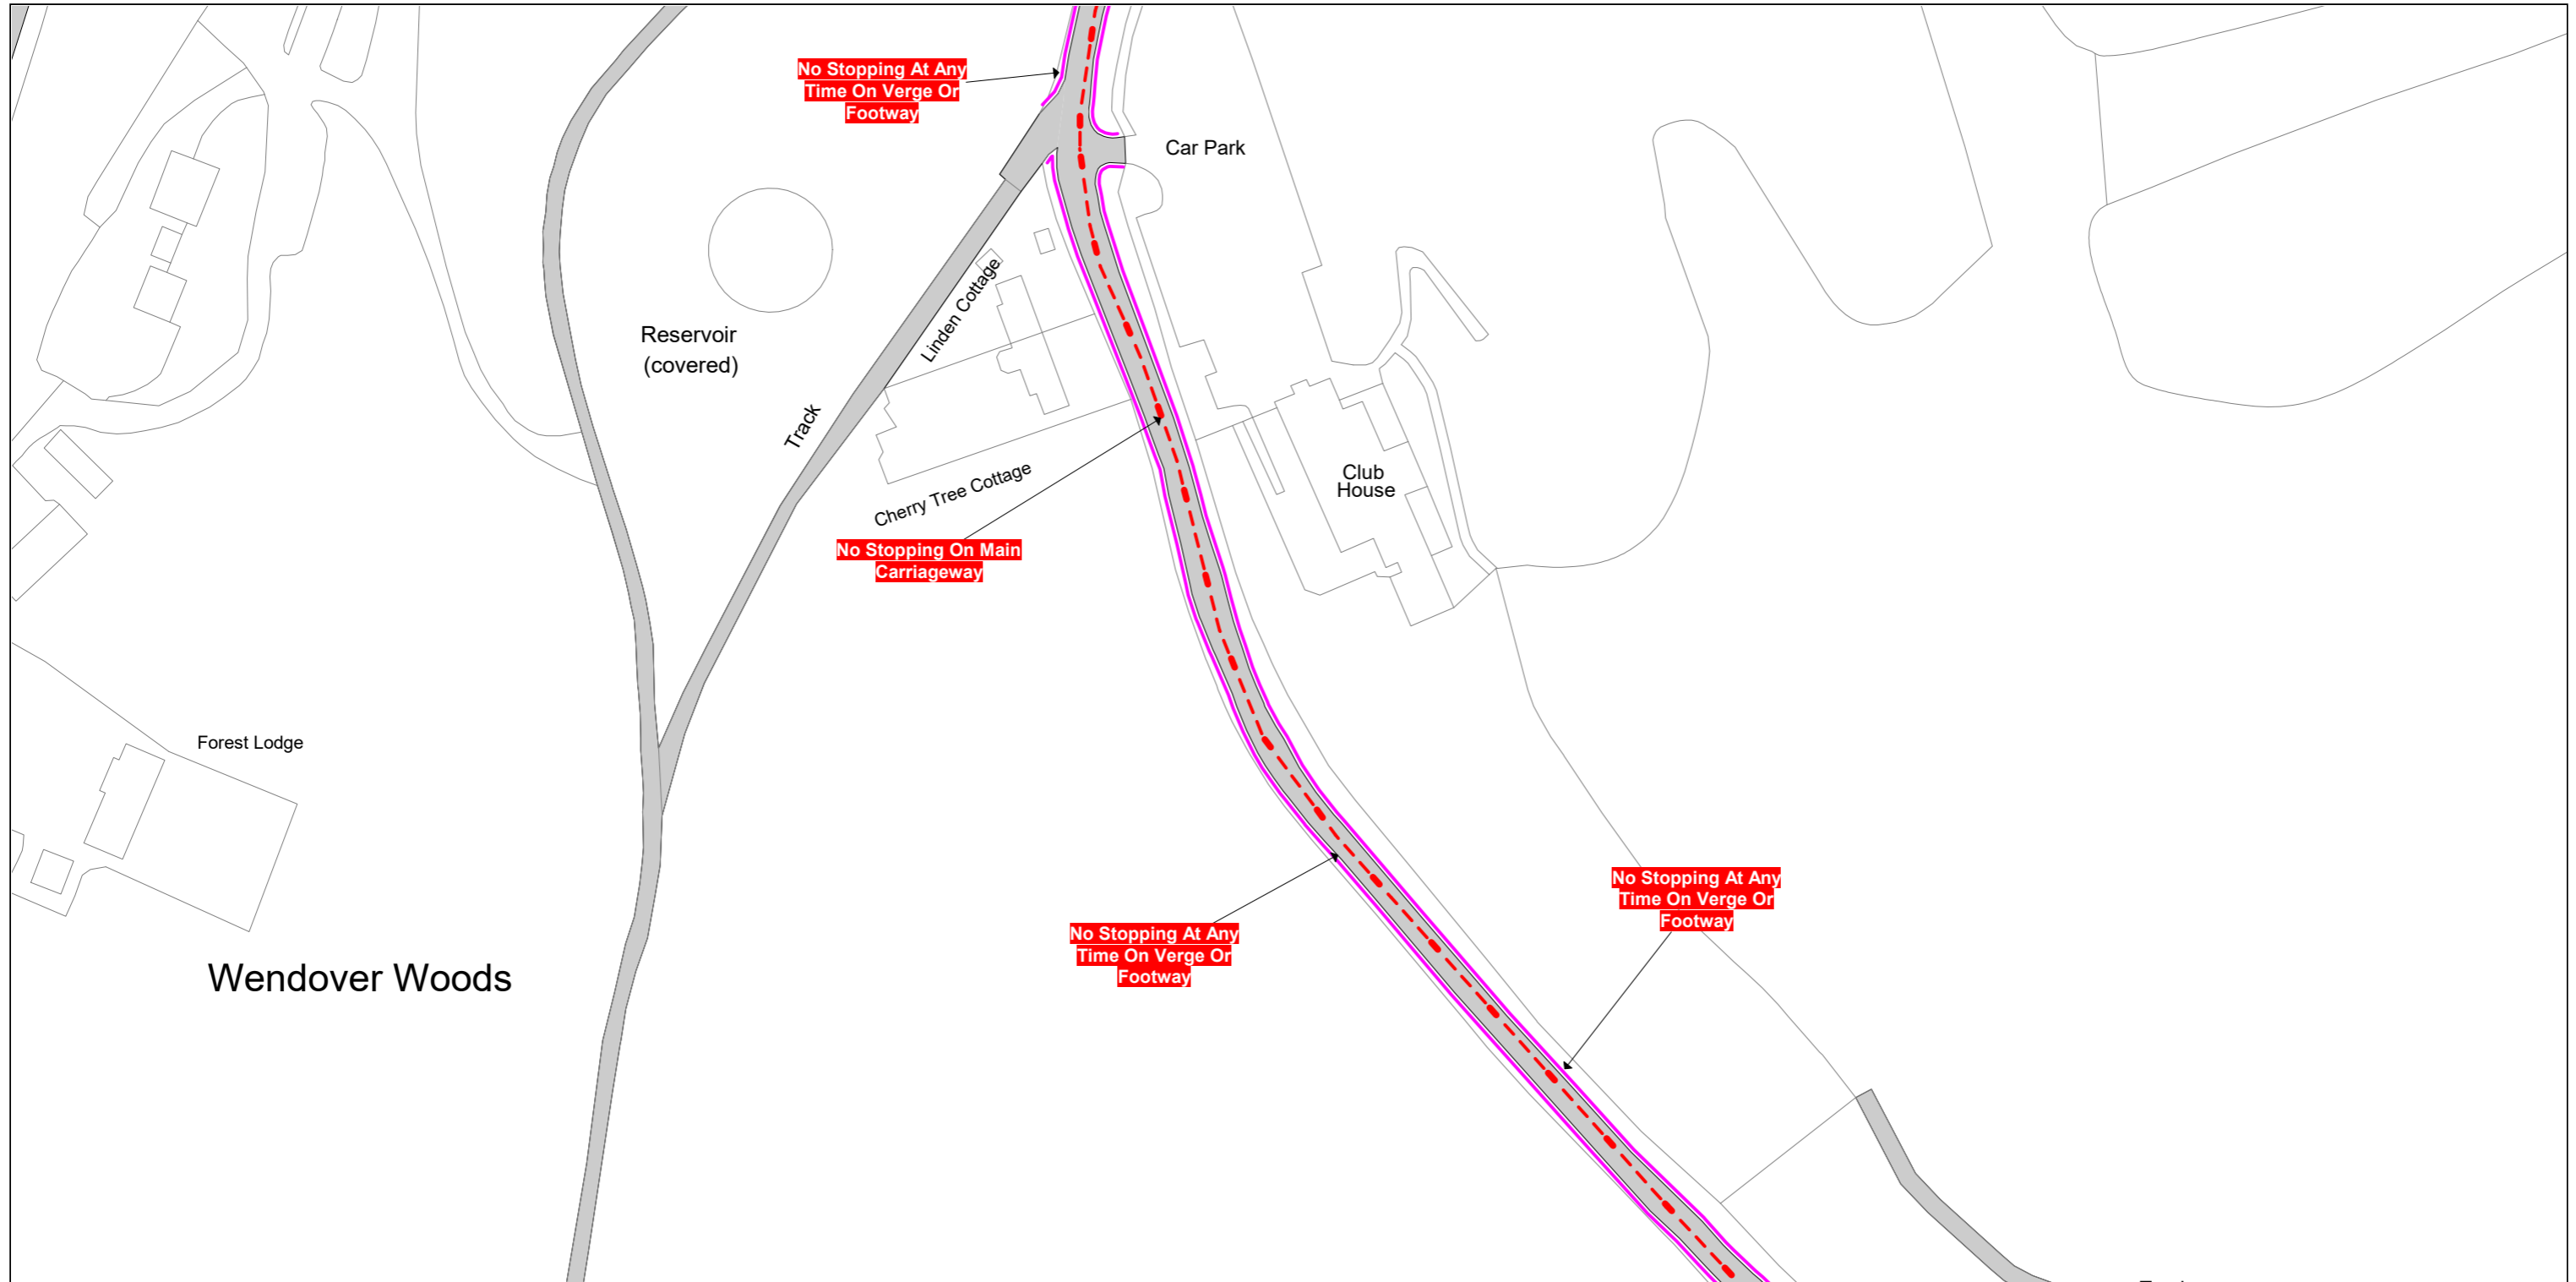 No Stopping At Any
Time On Verge Or
Footway
Car Park
Linden Cottage
Reservoir
(covered)
Track
Cherry Tree Cottage
Club
House
No Stopping On Main
Carriageway
Forest Lodge
No Stopping At Any
Time On Verge Or
Footway
No Stopping At Any
Time On Verge Or
Footway
Wendover Woods